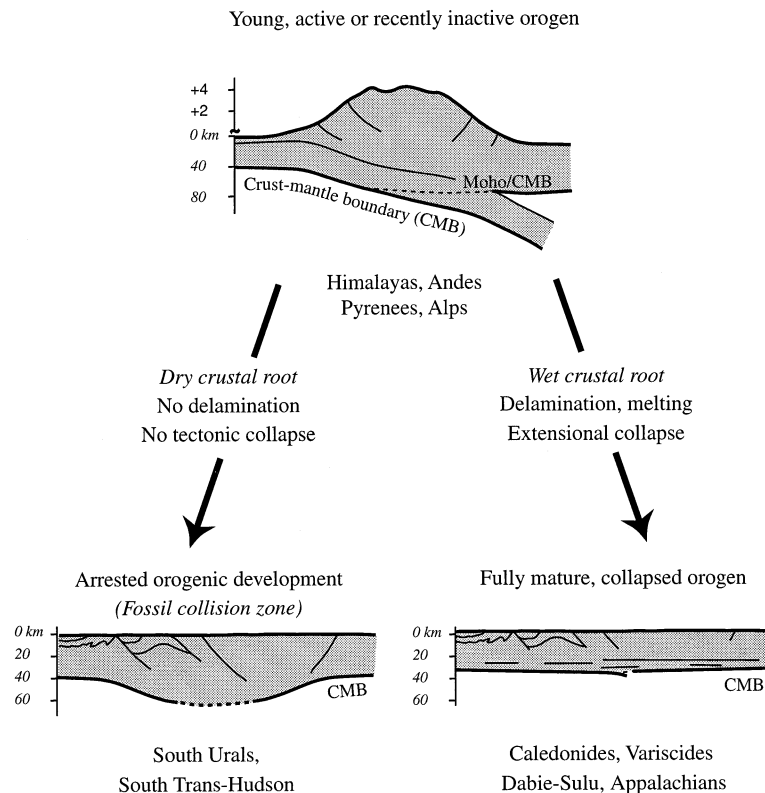 Young, active or recently inactive orogen
+4
+2
0 km
40
80
Moho/CMB
Crust-mantle boundary (CMB)
Himalayas, Andes
Pyrenees, Alps
Dry crustal root
No delamination
No tectonic collapse
Wet crustal root
Delamination, melting
Extensional collapse
Arrested orogenic development
(Fossil collision zone)
0 km
20
40
60
CMB
South Urals,
South Trans-Hudson
Fully mature, collapsed orogen
0 km
20
40
60
CMB
Caledonides, Variscides
Dabie-Sulu, Appalachians